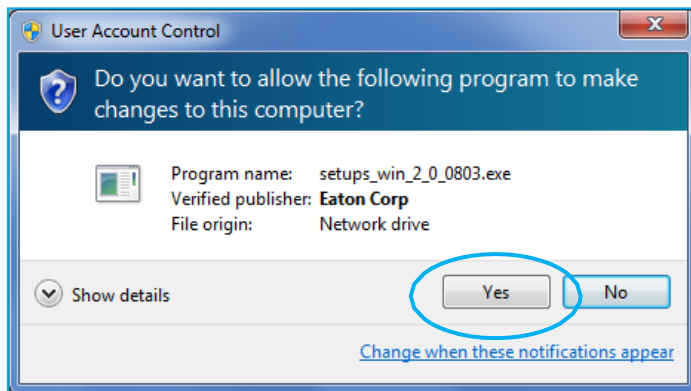 User Account Control
Do you want to allow the following program to make
changes to this computer?
Program name: setups_win_2_0_0803.exe
Verified publisher: Eaton Corp
File origin: Network drive
Show details Yes No
Change when these notifications appear